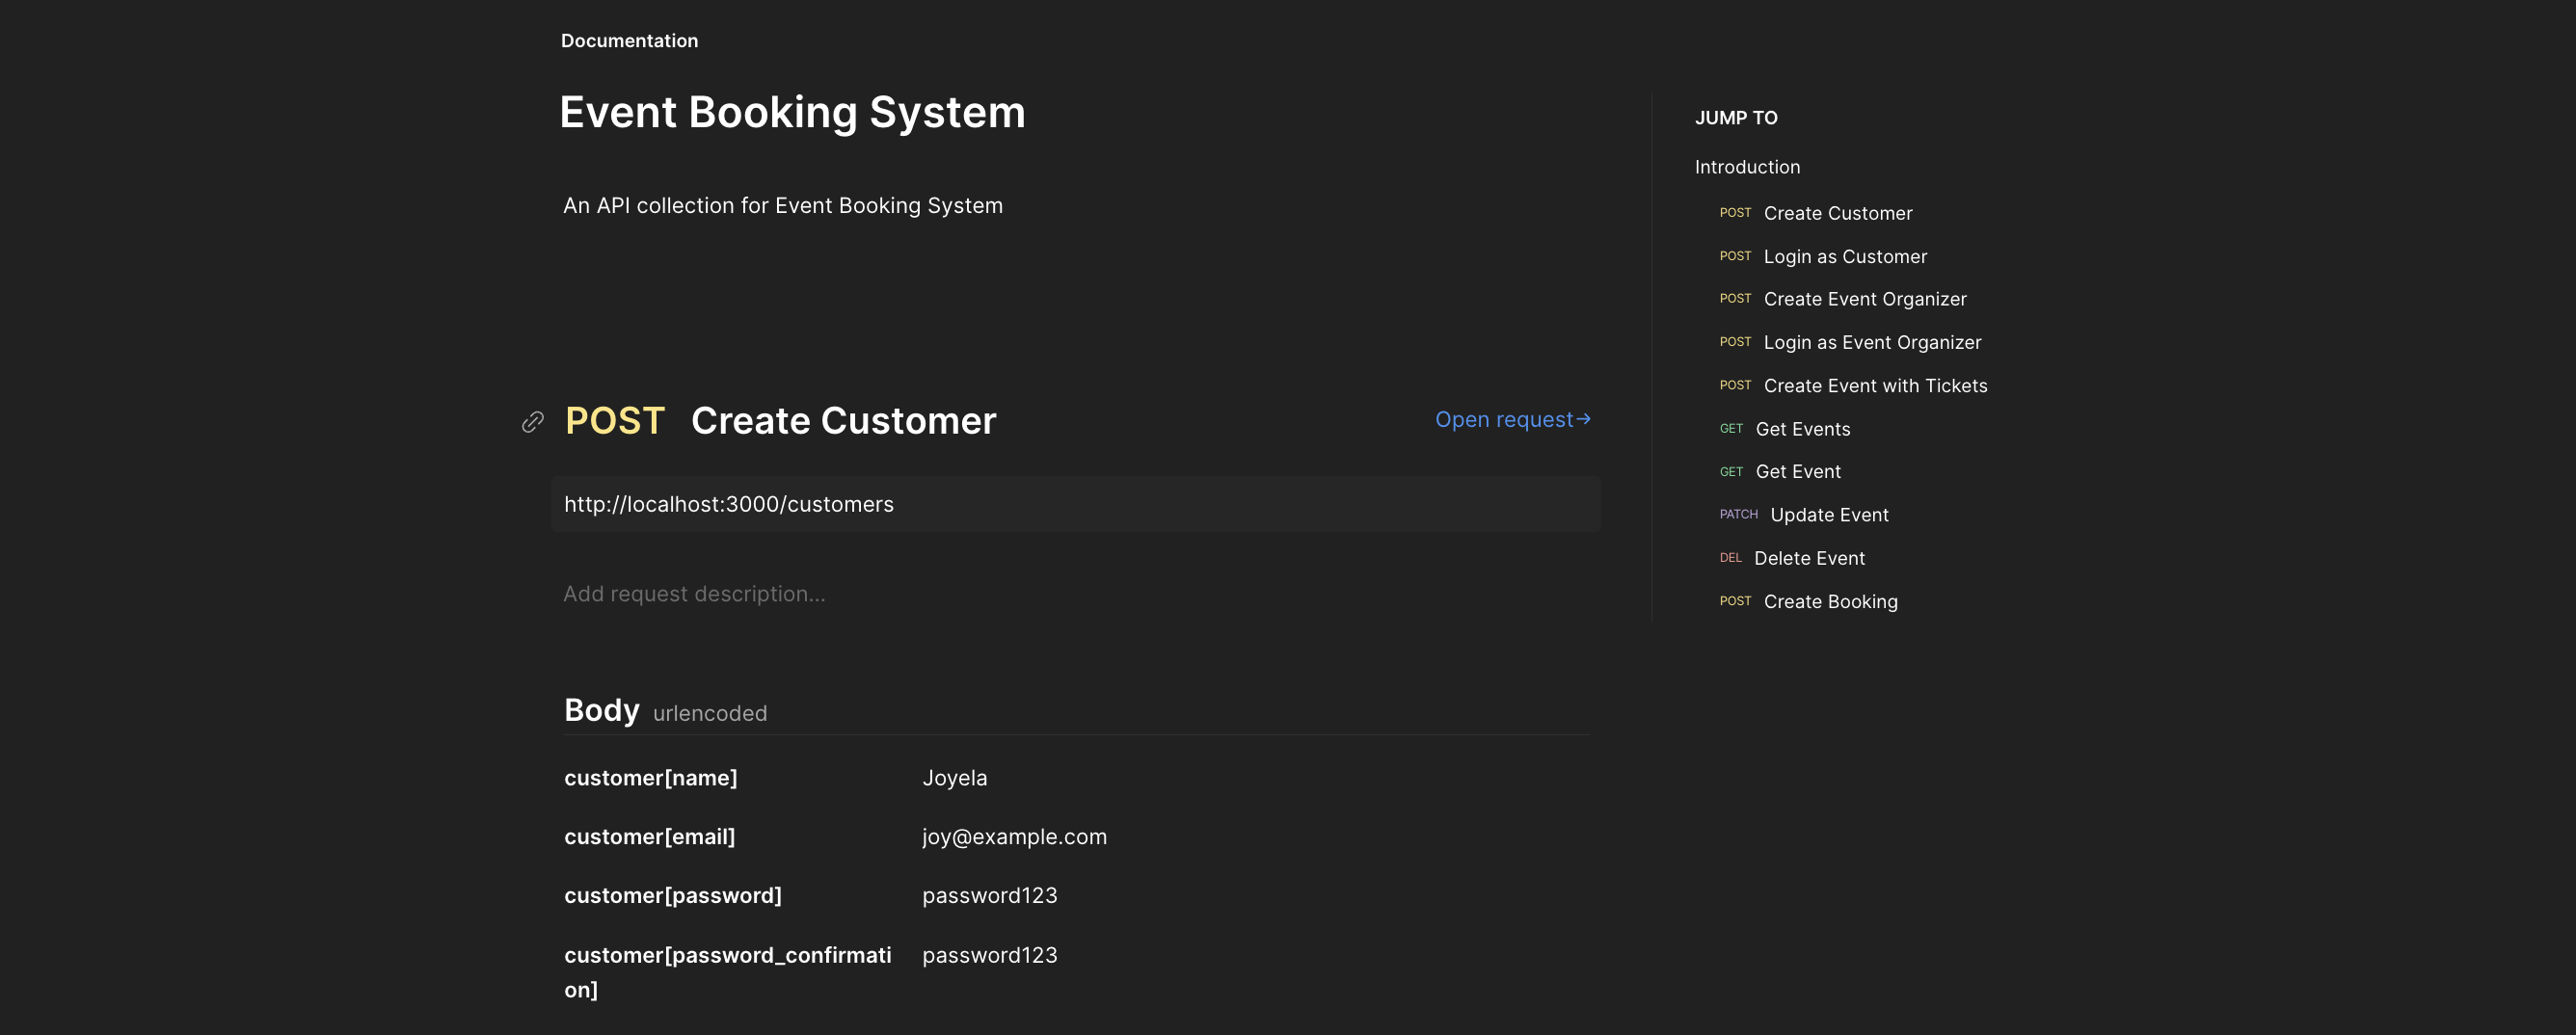 Documentation
Event Booking System
An API collection for Event Booking System
POST Create Customer
Open request→
http://localhost:3000/customers
Add request description...
Body urlencoded
customer[name] Joyela
customer[email] joy@example.com
customer[password] password123
customer[password_confirmati password123
on]
JUMP TO
Introduction
POST Create Customer
POST Login as Customer
POST Create Event Organizer
POST Login as Event Organizer
POST Create Event with Tickets
GET Get Events
GET Get Event
PATCH Update Event
DEL Delete Event
POST Create Booking